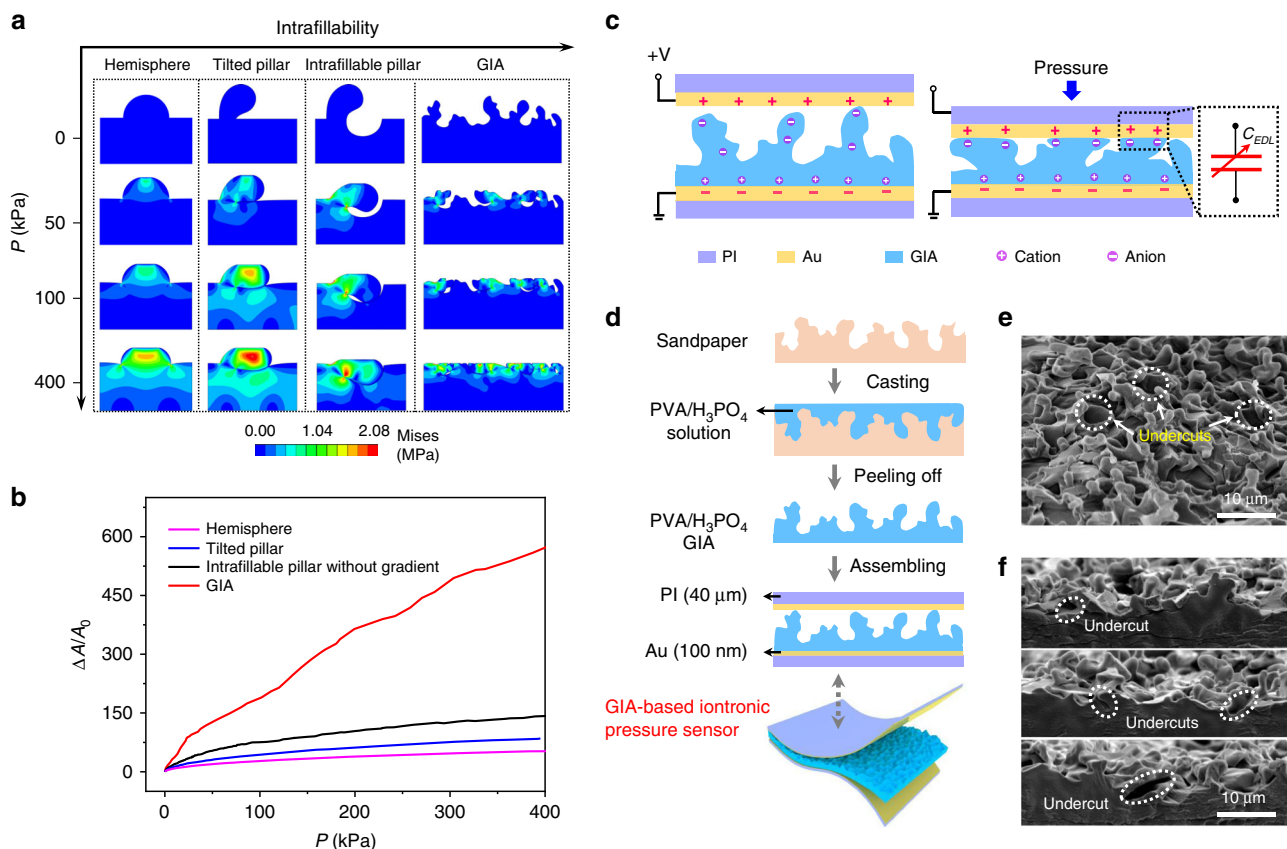 a
Intrafillability
Hemisphere
Tilted pillar
Intrafillable pillar
GIA
P (kPa)
0
50
100
400
0.00
1.04
2.08
Mises
(MPa)
b
Hemisphere
Tilted pillar
Intrafillable pillar without gradient
GIA
ΔA/A0
600
450
300
150
0
0
100
200
300
400
P (kPa)
c
+V
Pressure
CEDL
PI
Au
GIA
Cation
Anion
d
Sandpaper
Casting
PVA/H3PO4
solution
Peeling off
PVA/H3PO4
GIA
Assembling
PI (40 μm)
Au (100 nm)
GIA-based iontronic
pressure sensor
e
Undercuts
10 μm
f
Undercut
Undercuts
Undercut
10 μm